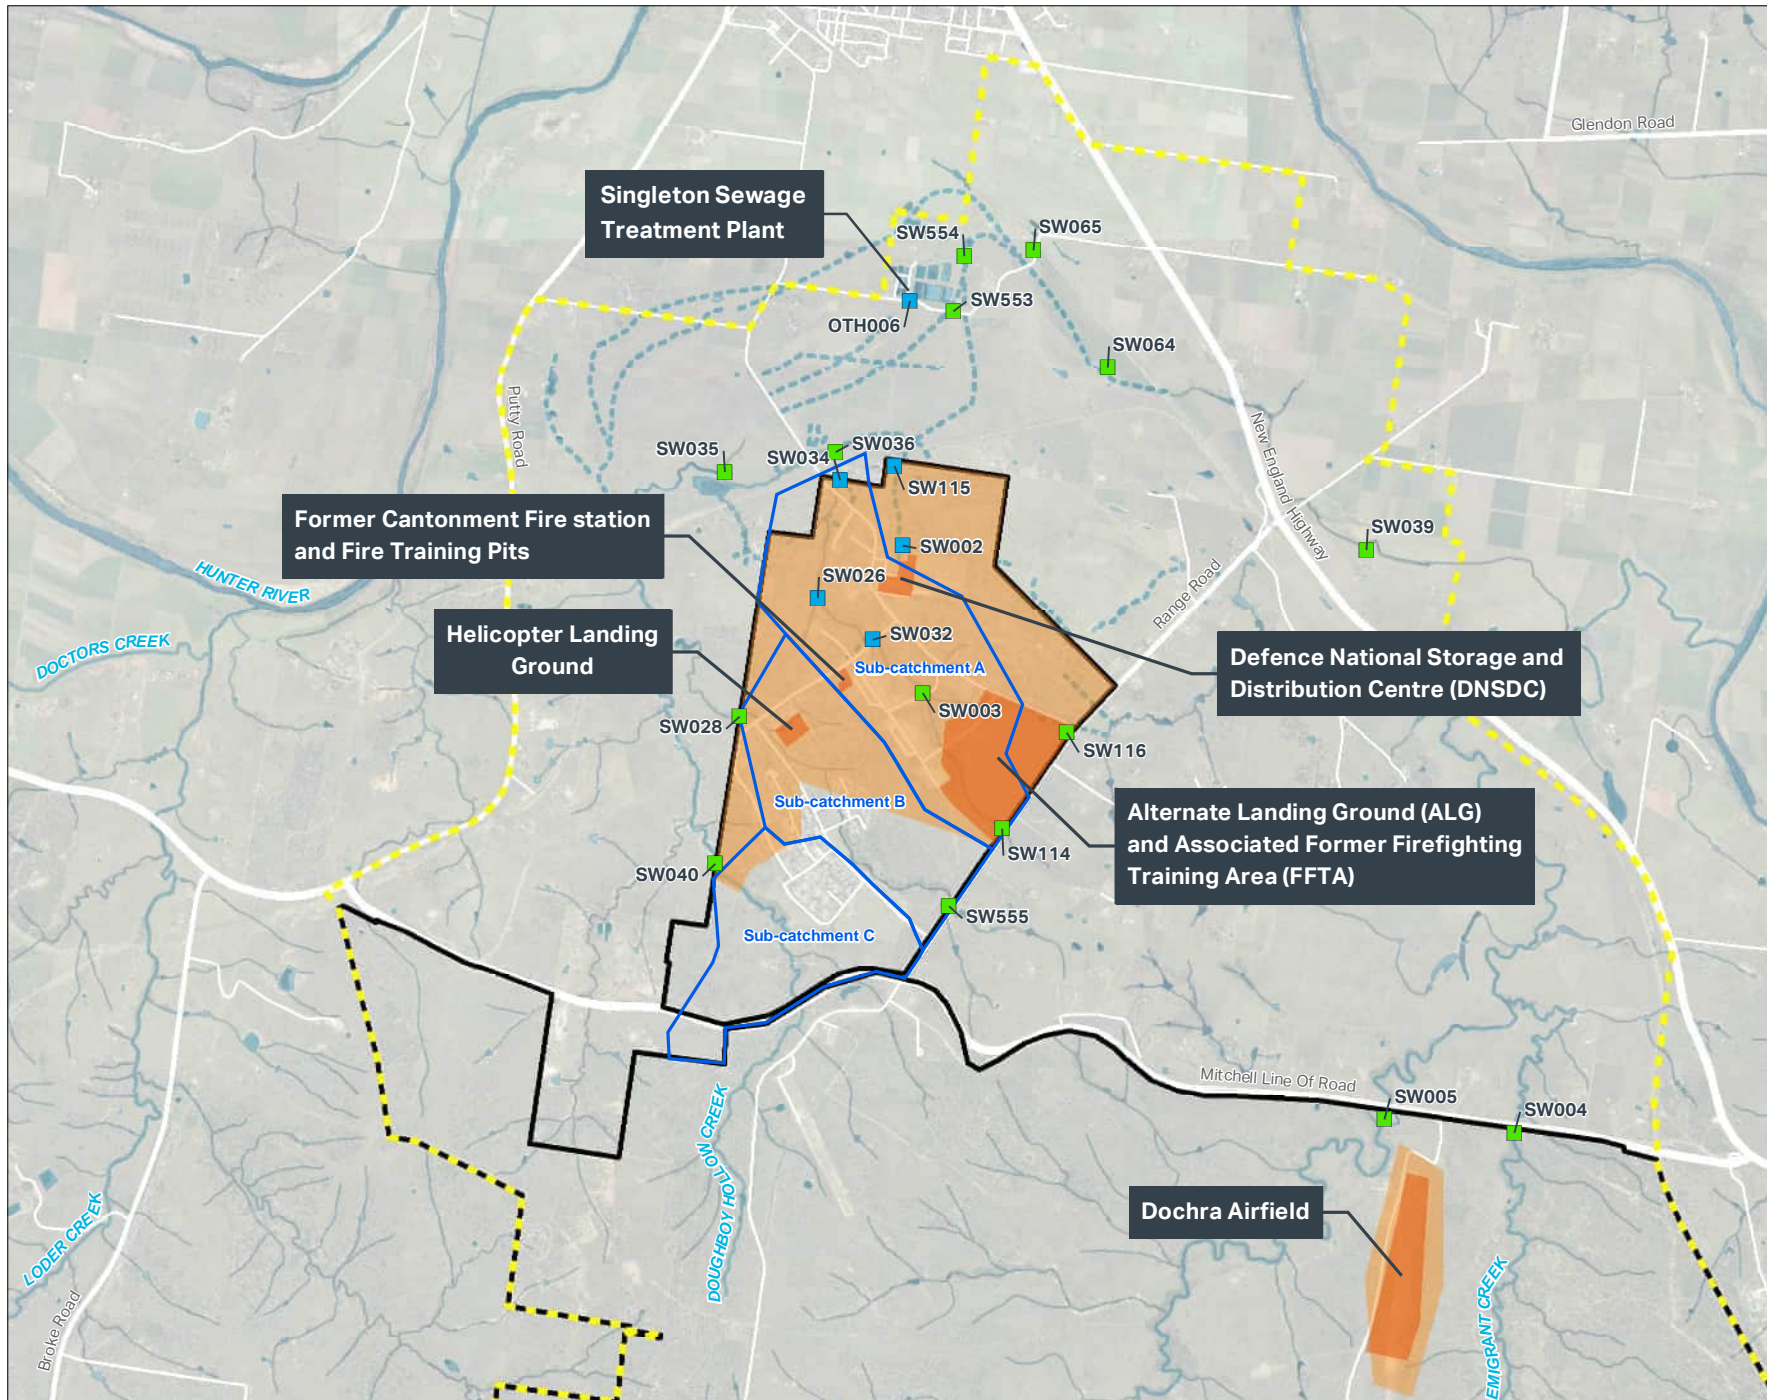 Glendon Road
Singleton Sewage
Treatment Plant
SW554
SW065
OTH006
SW553
SW064
Putty Road
New England Highway
SW035
SW036
SW034
SW115
Former Cantonment Fire station
and Fire Training Pits
SW002
SW039
HUNTER RIVER
SW026
Range Road
DOCTORS CREEK
Helicopter Landing
Ground
SW032
Sub-catchment A
Defence National Storage and
Distribution Centre (DNSDC)
SW003
SW028
SW116
Sub-catchment B
Alternate Landing Ground (ALG)
and Associated Former Firefighting
Training Area (FFTA)
SW114
SW040
SW555
Sub-catchment C
Mitchell Line Of Road
SW005
SW004
DOUGHBOY HOLLOW CREEK
LODER CREEK
Dochra Airfield
Broke Road
EMIGRANT CREEK